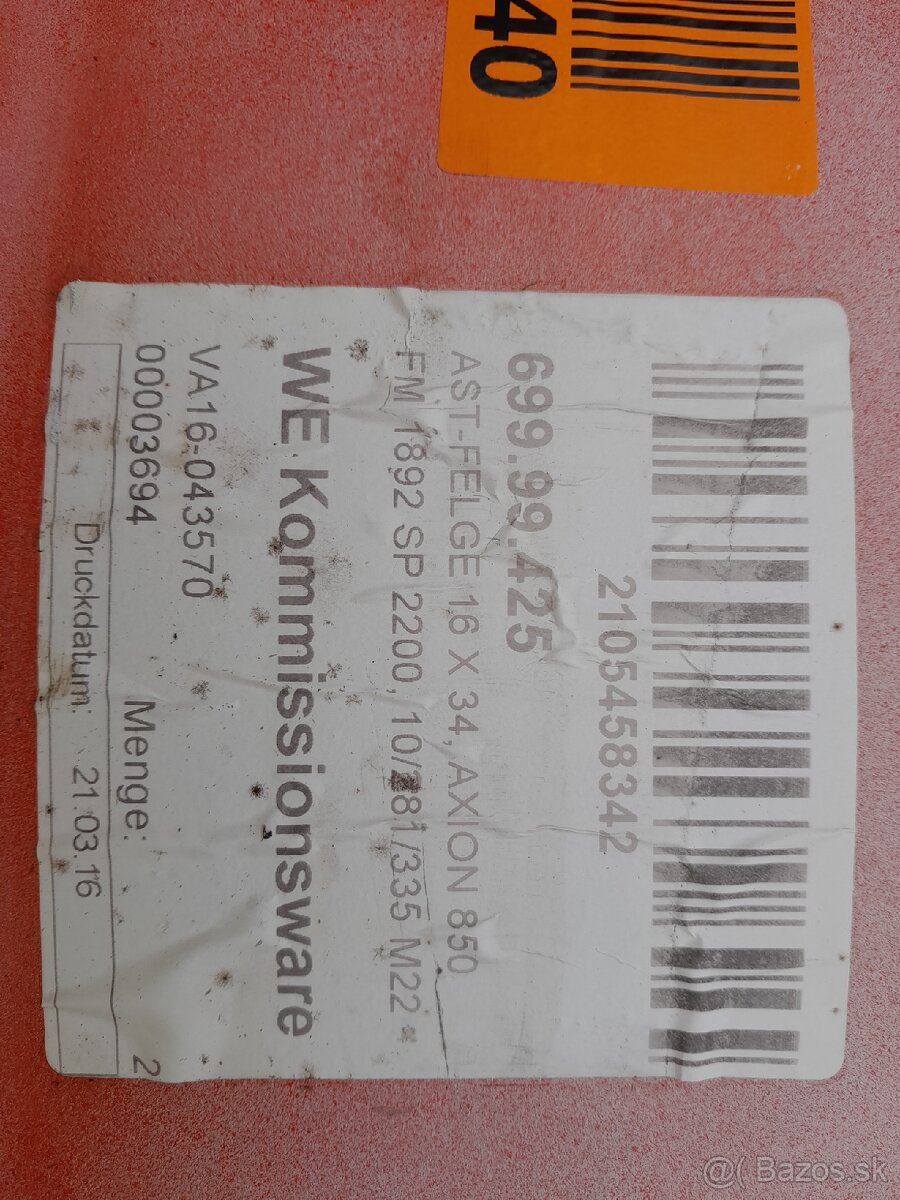 40
2105458342
699.99.425
AST-FELGE 16 X 34, AXION 850
FM 1892 SP 2200, 10/281/335 M22 *
WE Kommissionsware
VA16-043570
0003694 Menge: 2
Druckdatum: 21.03.16
@( Bazos.sk